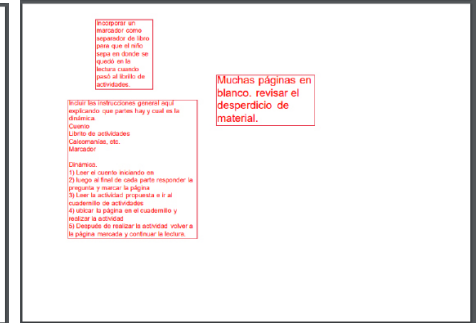 Incorporar un
marcador como
separador de libro
para que el niño
sepa en donde se
quedó en la
lectura cuando
pasó al librillo de
actividades.
Muchas páginas en
blanco. revisar el
desperdicio de
material.
Incluir las instrucciones general aquí
explicando que partes hay y cual es la
dinámica.
Cuento
Librito de actividades
Calcomanías, etc.
Marcador
Dinámica.
1) Leer el cuento iniciando en
2) luego al final de cada parte responder la
pregunta y marcar la página
3) Leer la actividad propuesta e ir al
cuadernillo de actividades
4) ubicar la página en el cuadernillo y
realizar la actividad
5) Después de realizar la actividad volver a
la página marcada y continuar la lectura.